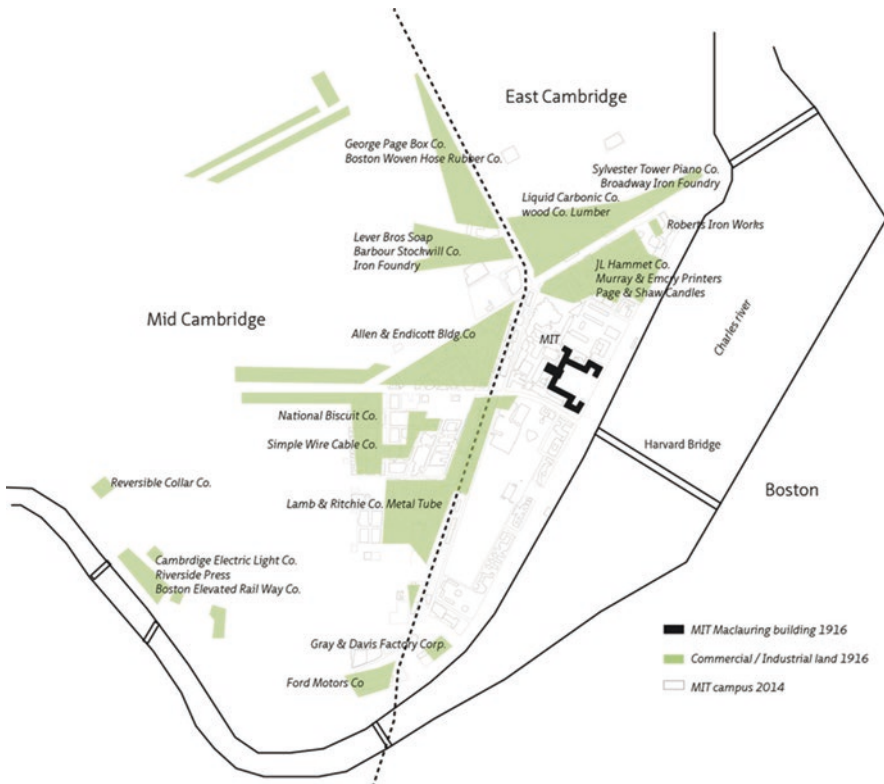 East Cambridge
George Page Box Co.
Boston Woven Hose Rubber Co.
Sylvester Tower Piano Co.
Broadway Iron Foundry
Liquid Carbonic Co.
wood Co. Lumber
Roberts Iron Works
Lever Bros Soap
Barbour Stockwill Co.
Iron Foundry
JL Hammet Co.
Murray & Emcry Printers
Page & Shaw Candles
Mid Cambridge
Allen & Endicott Bldg.Co
MIT
Charles river
National Biscuit Co.
Simple Wire Cable Co.
Harvard Bridge
Reversible Collar Co.
Boston
Lamb & Ritchie Co. Metal Tube
Cambrdige Electric Light Co.
Riverside Press
Boston Elevated Rail Way Co.
MIT Maclauring building 1916
Gray & Davis Factory Corp.
Commercial / Industrial land 1916
Ford Motors Co
MIT campus 2014